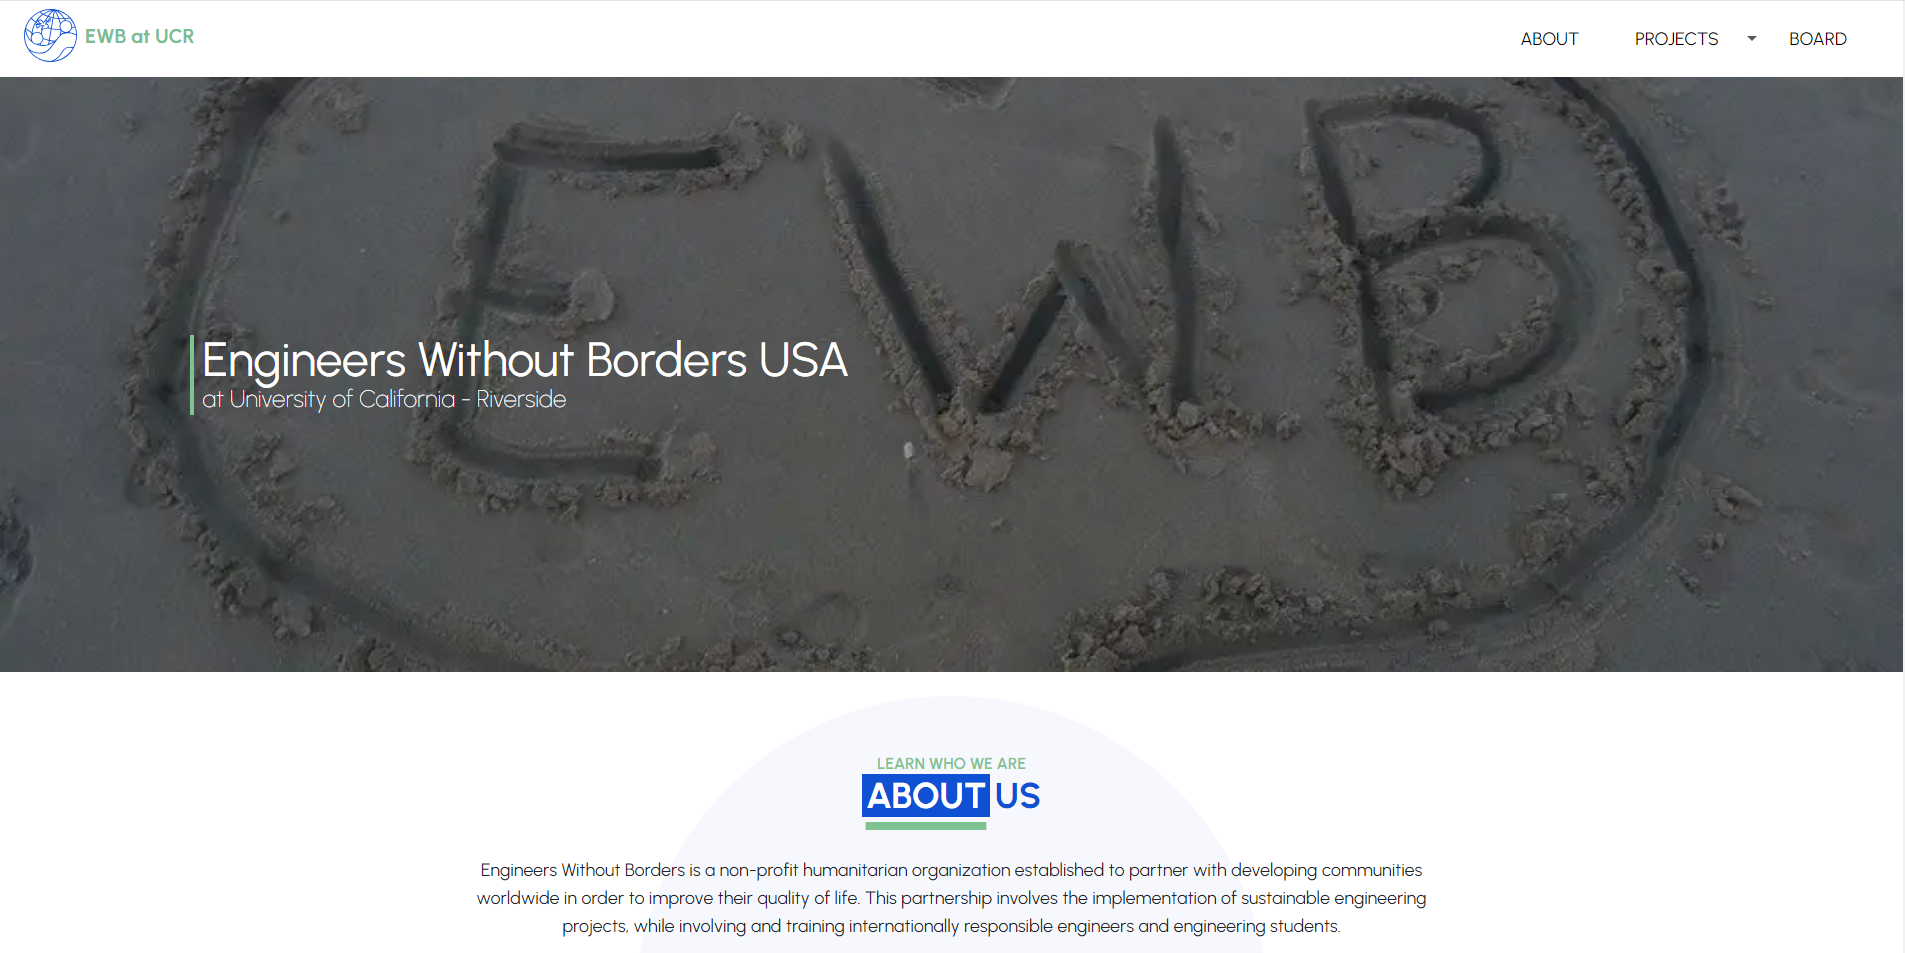 EWB at UCR
ABOUT
PROJECTS
BOARD
EWB
Engineers Without Borders USA
at University of California - Riverside
LEARN WHO WE ARE
ABOUT US
Engineers Without Borders is a non-profit humanitarian organization established to partner with developing communities
worldwide in order to improve their quality of life. This partnership involves the implementation of sustainable engineering
projects, while involving and training internationally responsible engineers and engineering students.